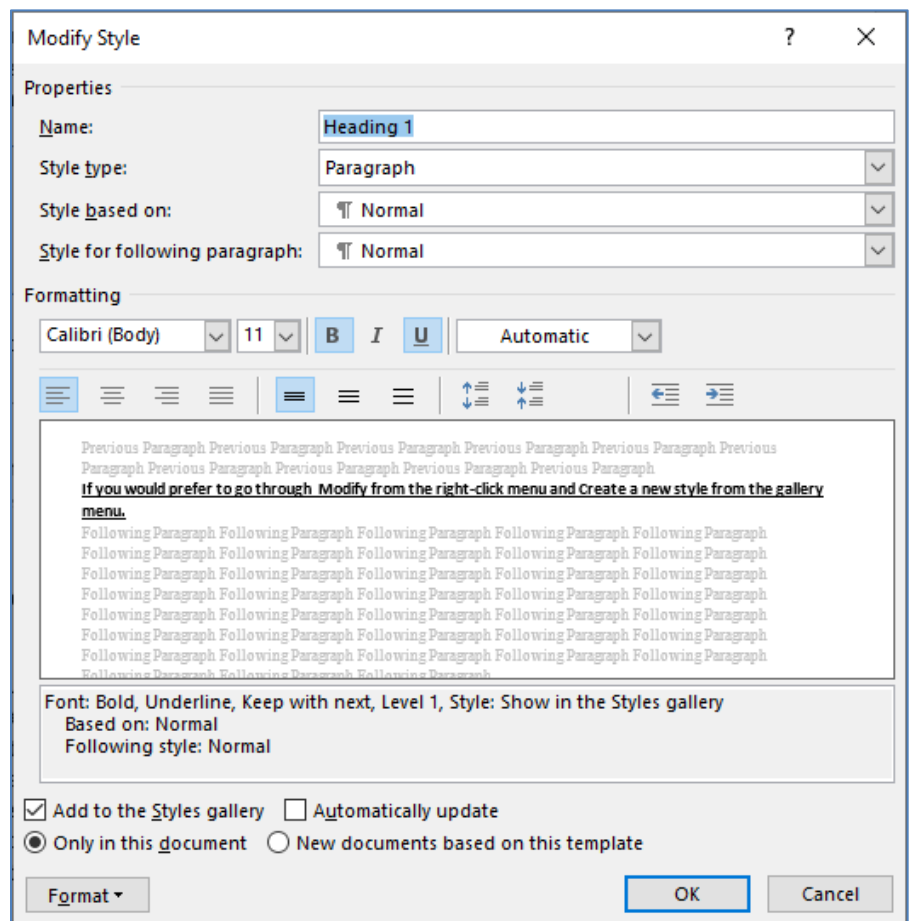 Modify Style ? ×
Properties
Name: Heading 1
Style type: Paragraph
Style based on: ¶ Normal
Style for following paragraph: ¶ Normal
Formatting
Calibri (Body) 11 B I U Automatic
Previous Paragraph Previous Paragraph Previous Paragraph Previous Paragraph Previous Paragraph Previous
Paragraph Previous Paragraph Previous Paragraph Previous Paragraph Previous Paragraph
If you would prefer to go through Modify from the right-click menu and Create a new style from the gallery
menu.
Following Paragraph Following Paragraph Following Paragraph Following Paragraph Following Paragraph
Following Paragraph Following Paragraph Following Paragraph Following Paragraph Following Paragraph
Following Paragraph Following Paragraph Following Paragraph Following Paragraph Following Paragraph
Following Paragraph Following Paragraph Following Paragraph Following Paragraph Following Paragraph
Following Paragraph Following Paragraph Following Paragraph Following Paragraph Following Paragraph
Following Paragraph Following Paragraph Following Paragraph Following Paragraph Following Paragraph
Following Paragraph Following Paragraph Following Paragraph Following Paragraph Following Paragraph
Following Paragraph Following Paragraph Following Paragraph
Font: Bold, Underline, Keep with next, Level 1, Style: Show in the Styles gallery
Based on: Normal
Following style: Normal
Add to the Styles gallery Automatically update
Only in this document New documents based on this template
Format OK Cancel